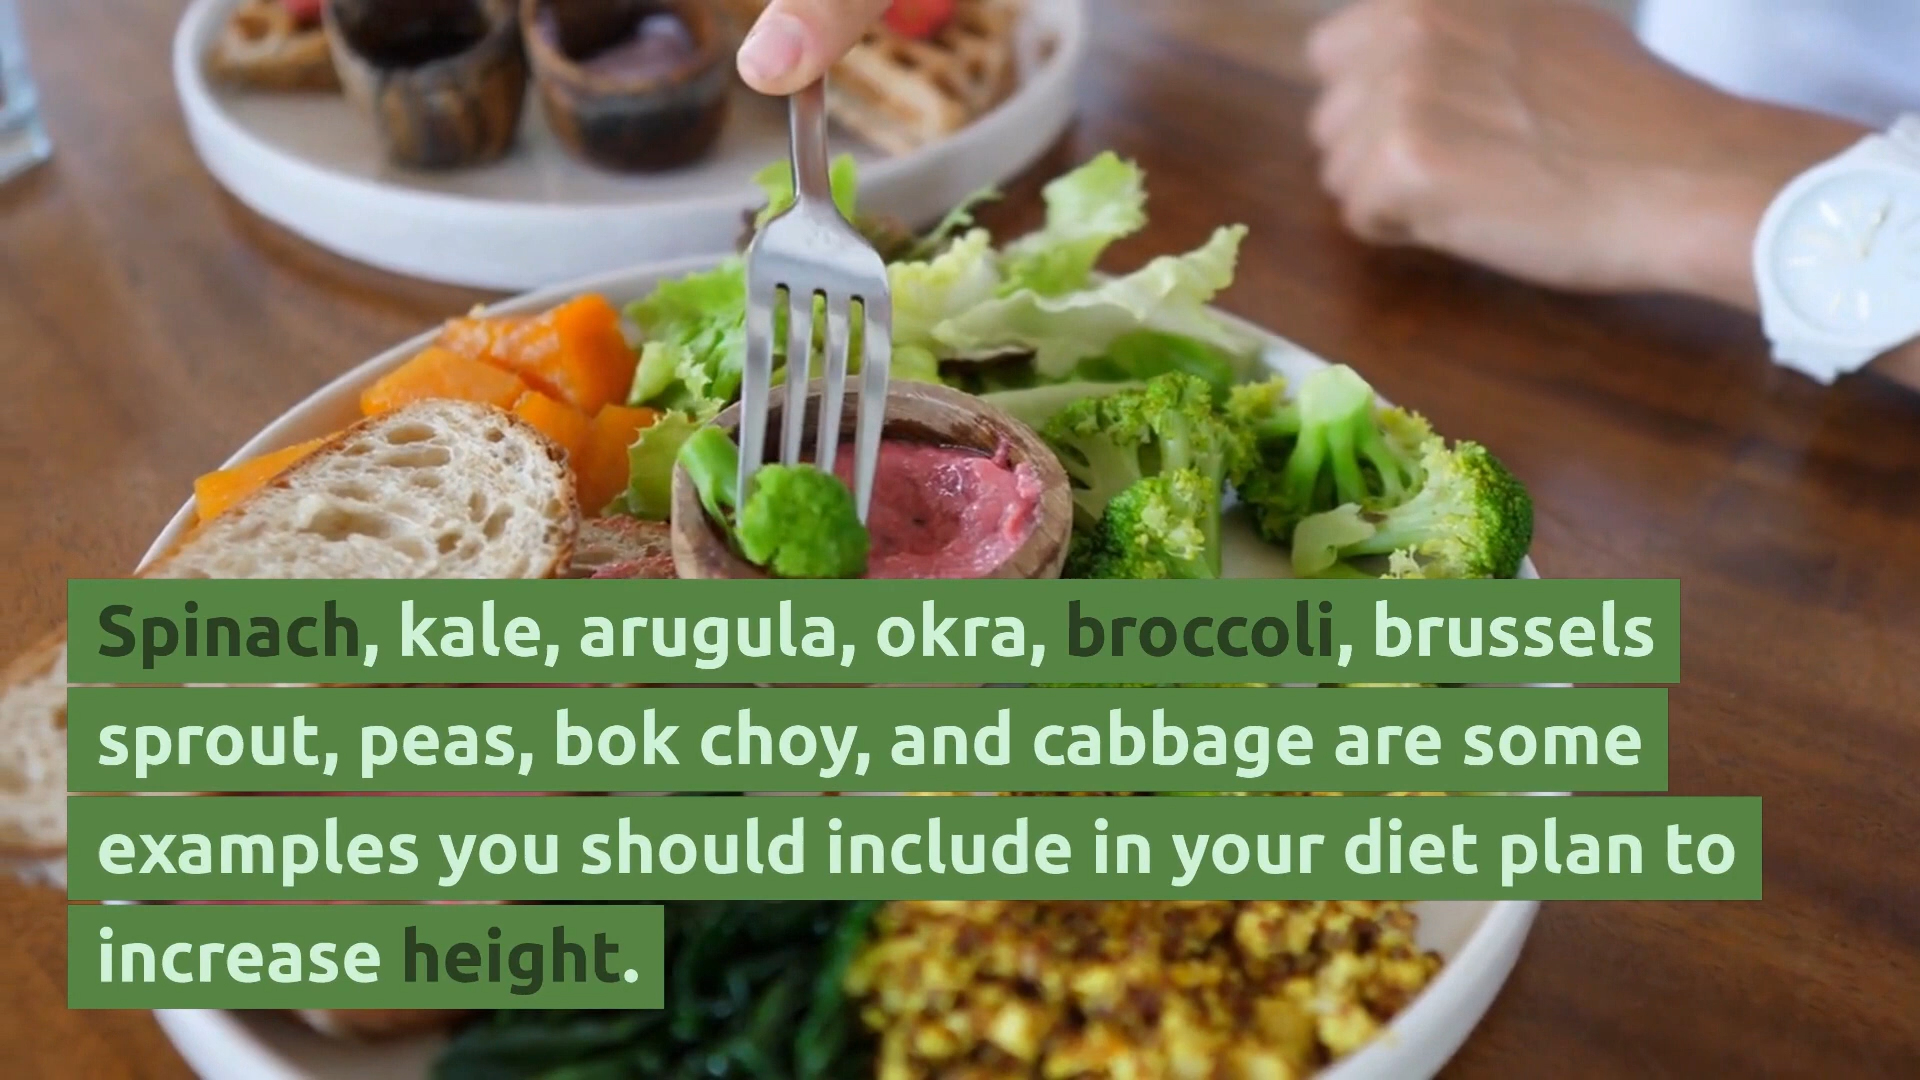 Spinach, kale, arugula, okra, broccoli, brussels
sprout, peas, bok choy, and cabbage are some
examples you should include in your diet plan to
increase height.